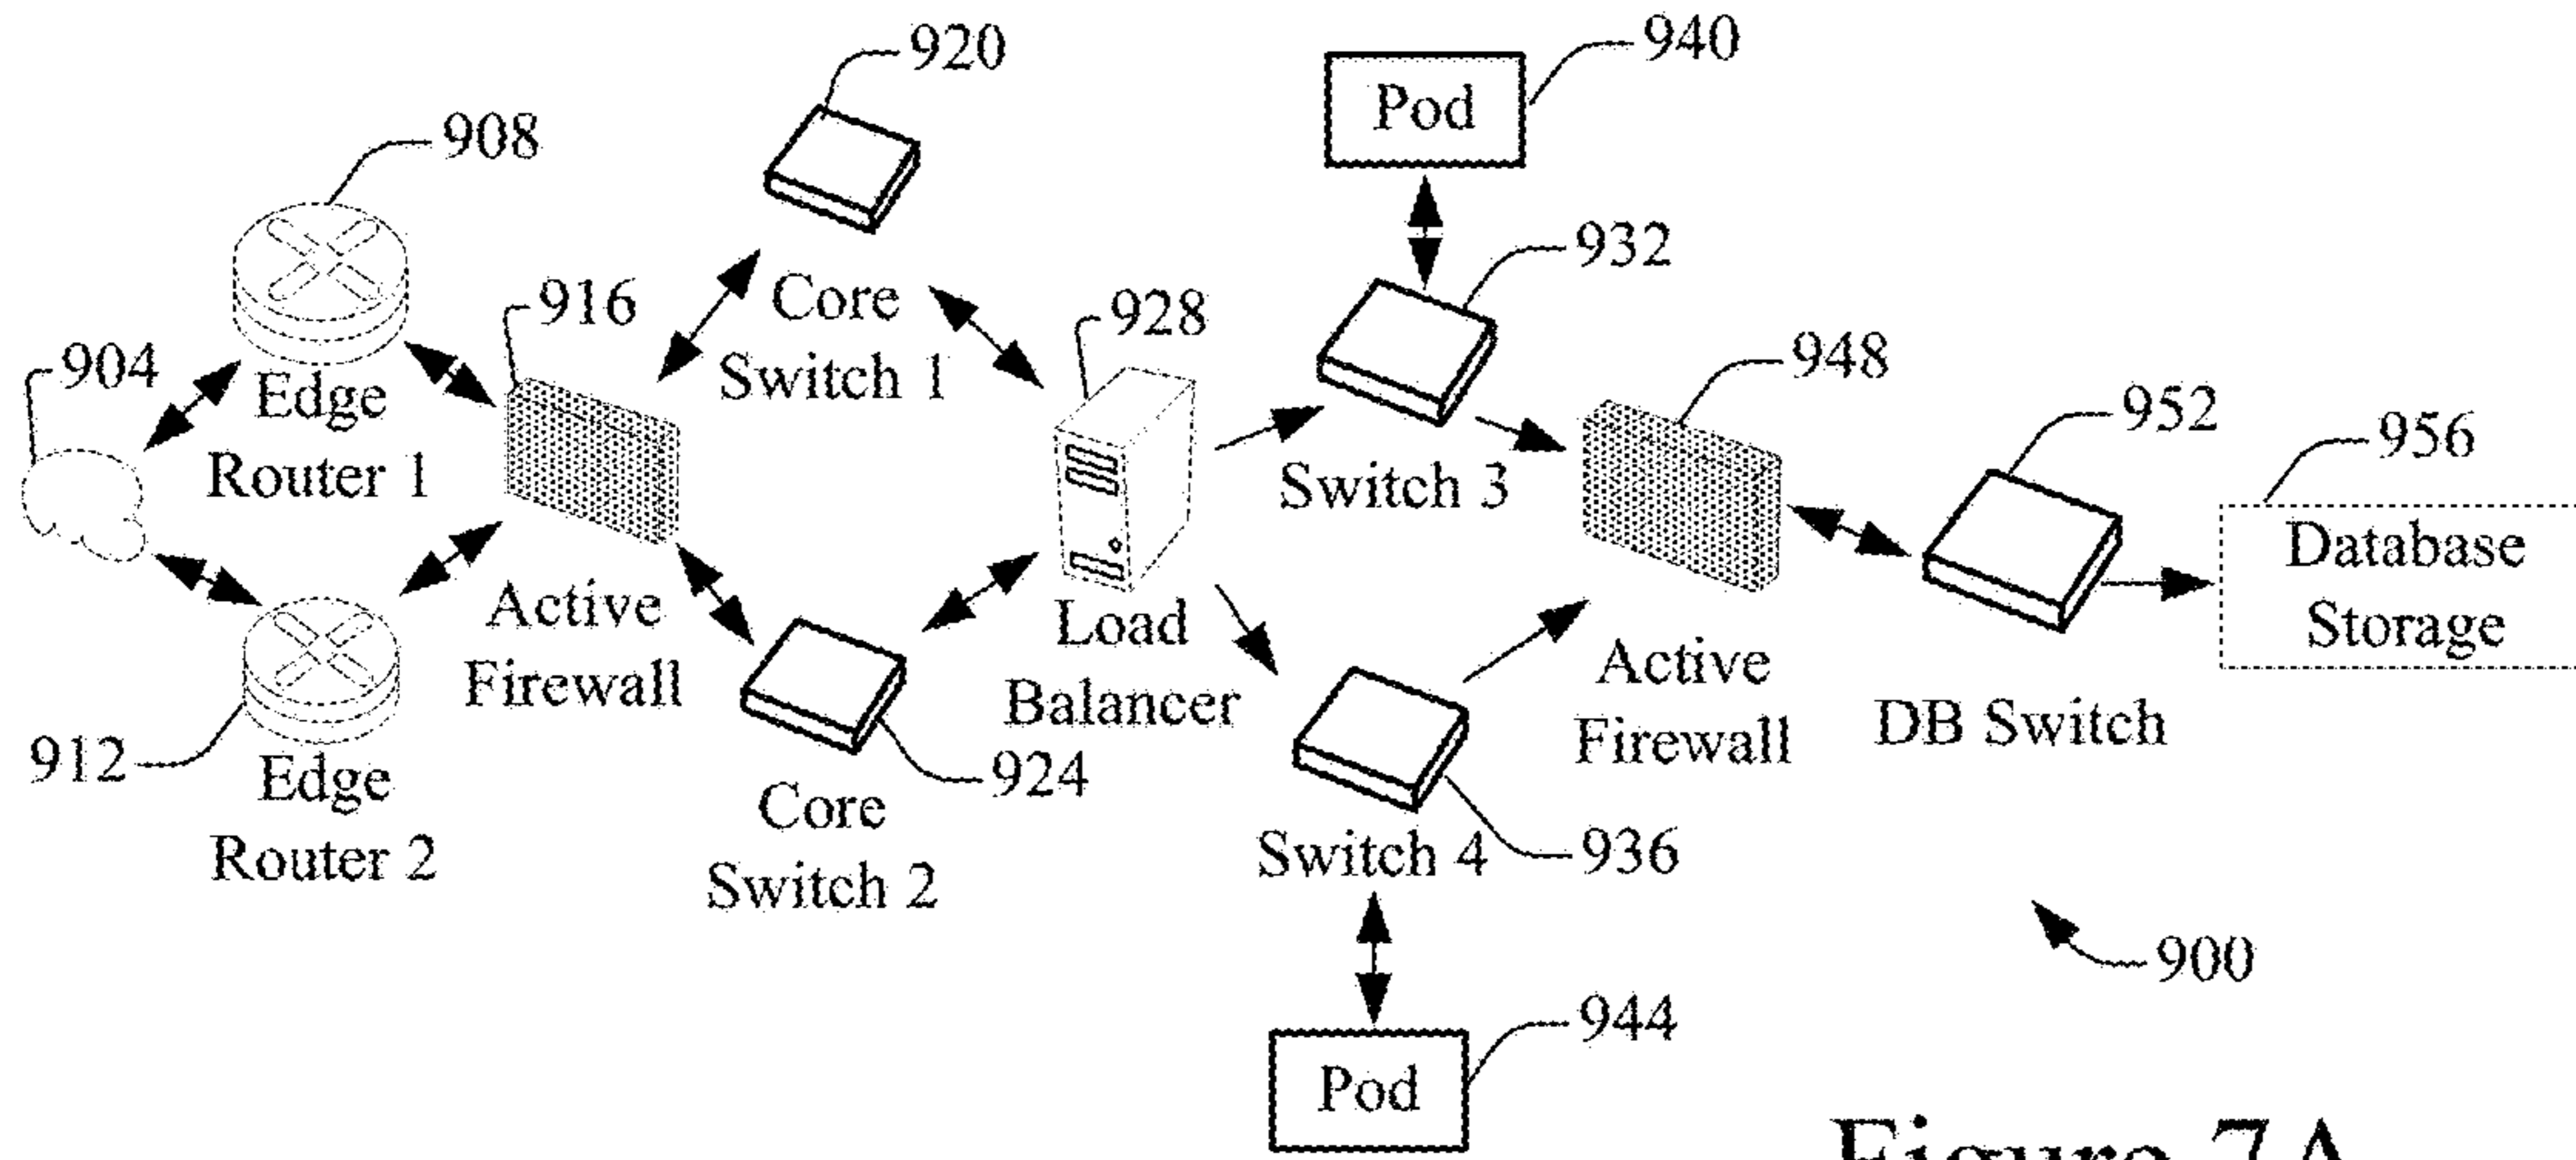 920
940
Pod
908
932
916
Core
Switch 1
928
948
904
Edge
Router 1
952
956
Switch 3
Database
Storage
Active
Firewall
Load
Balancer
Active
Firewall
DB Switch
912
Edge
Router 2
924
Core
Switch 2
Switch 4
936
900
944
Pod
Figure 7A